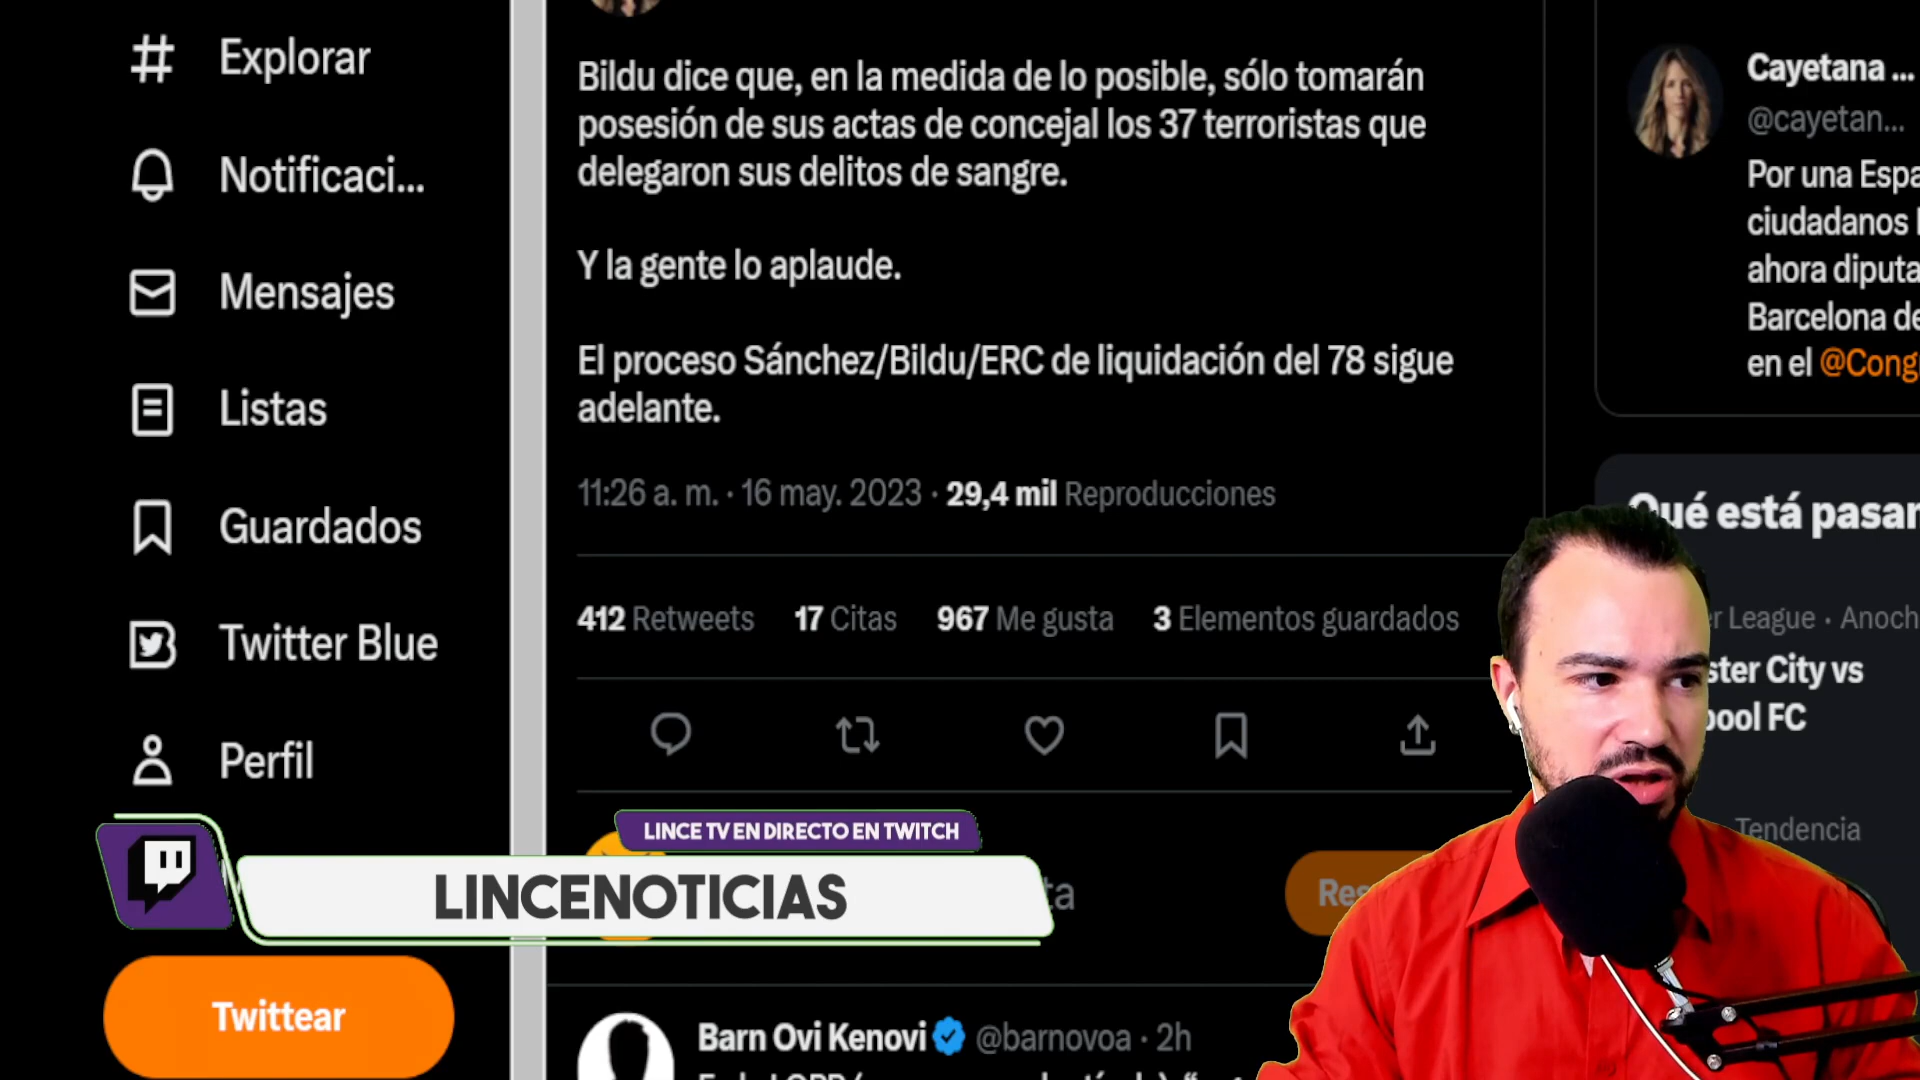 Explorar
Notificaci...
Mensajes
Listas
Guardados
Twitter Blue
Perfil
Twittear
Bildu dice que, en la medida de lo posible, sólo tomarán
posesión de sus actas de concejal los 37 terroristas que
delegaron sus delitos de sangre.
Y la gente lo aplaude.
El proceso Sánchez/Bildu/ERC de liquidación del 78 sigue
adelante.
11:26 a. m. · 16 may. 2023 · 29,4 mil Reproducciones
412 Retweets 17 Citas 967 Me gusta 3 Elementos guardados
LINCE TV EN DIRECTO EN TWITCH
LINCENOTICIAS
Barn Ovi Kenovi @barnovoa · 2h
Cayetana ...
@cayetan...
Por una Espa
ciudadanos
ahora diputa
Barcelona de
en el @Cong
Qué está pasar
League · Anoch
ster City vs
pool FC
Tendencia